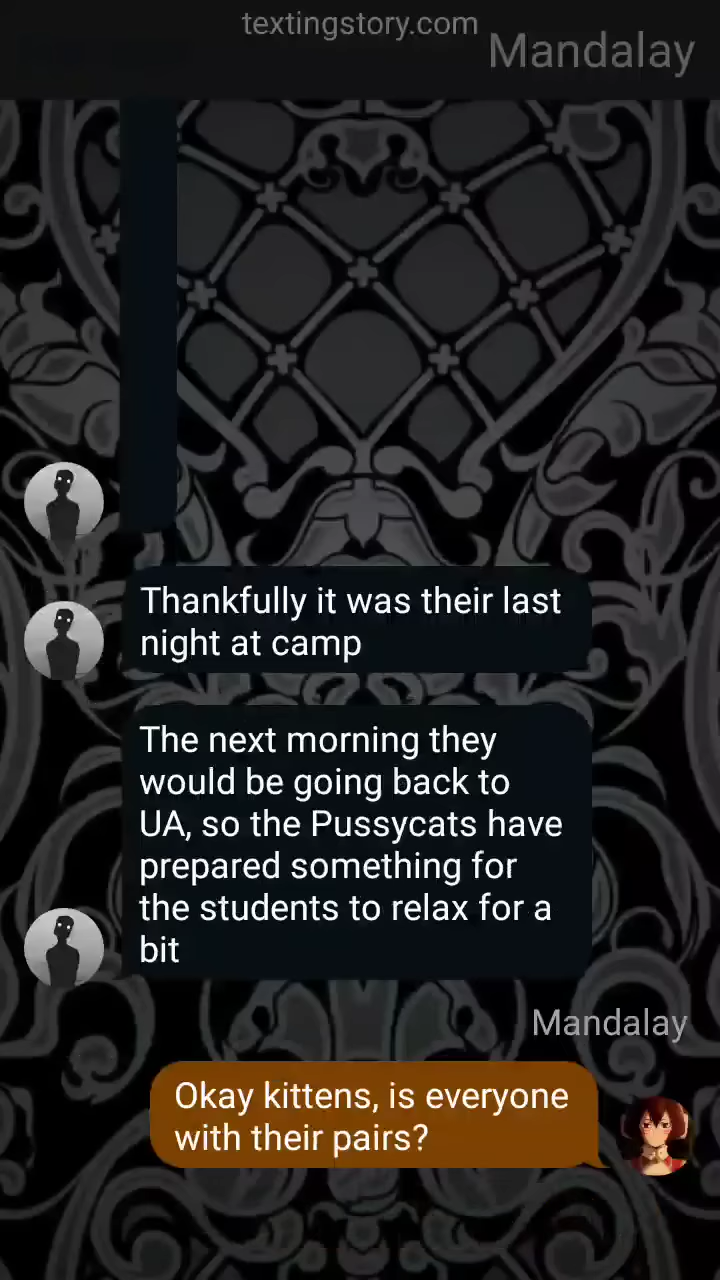 textingstory.com
Mandalay
Thankfully it was their last
night at camp
The next morning they
would be going back to
UA, so the Pussycats have
prepared something for
the students to relax for a
bit
Mandalay
Okay kittens, is everyone
with their pairs?